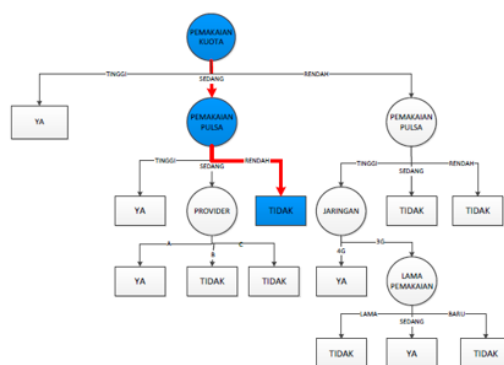 PEMAKAIAN
KUOTA
TINGGI
SEDANG
RENDAH
YA
PEMAKAIAN
PULSA
PEMAKAIAN
PULSA
TINGGI
SEDANG
RENDAH
TINGGI
SEDANG
RENDAH
YA
PROVIDER
TIDAK
JARINGAN
TIDAK
TIDAK
C
4G
3G
YA
TIDAK
TIDAK
YA
LAMA
PEMAKAIAN
LAMA
SEDANG
BARU
TIDAK
YA
TIDAK